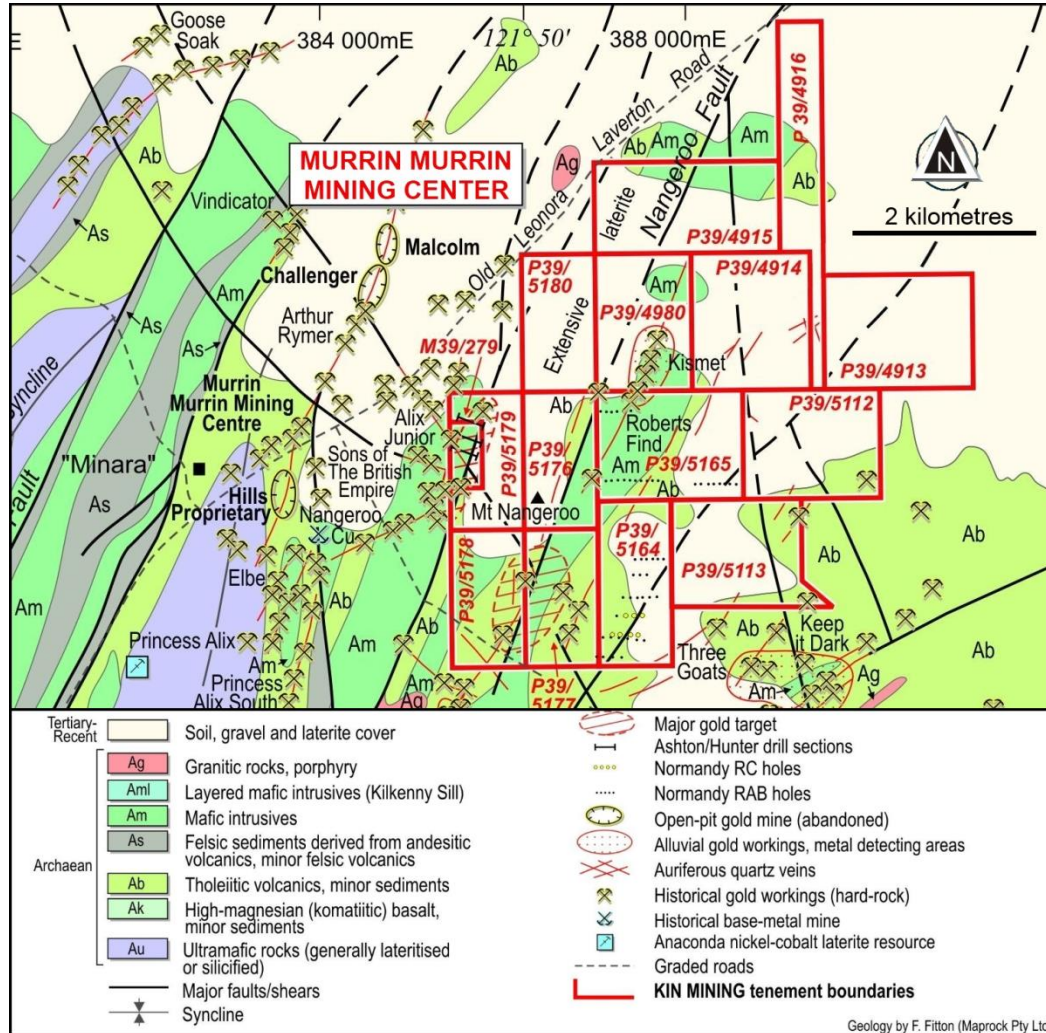 E
Goose
Soak
384 000mE
121° 50'
388 000mE
Ab
Old Leonora Laverton Road
Nangeroo Fault
P 39/4916
MURRIN MURRIN
MINING CENTER
Ag
Ab
Am
Am
Ab
N
2 kilometres
Ab
As
Vindicator
Malcolm
Challenger
Am
As
As
Arthur
Rymer
laterite
Extensive
P39/4915
P39/
5180
P39/4914
P39/4980
Am
Kismet
P39/4913
M39/279
Syncline
Murrin
Murrin Mining
Centre
Alix
Junior
P39/5179
Ab
P39/
5176
Roberts
Find
P39/5112
"Minara"
Sons of
The British
Empire
Am
P39/5165
Ab
Fault
As
Hills
Proprietary
Nangeroo
Cu
Mt Nangeroo
P39/
5164
P39/5178
P39/5113
Ab
Elbe
Ab
Am
Am
Ab
Keep
it Dark
Ab
Princess Alix
Am
Princess
Alix South
Am
Ag
P39/
5177
Three
Goats
Ab
Am
Ag
Ab
Tertiary-
Recent
Soil, gravel and laterite cover
Archaean
Ag
Granitic rocks, porphyry
Aml
Layered mafic intrusives (Kilkenny Sill)
Am
Mafic intrusives
As
Felsic sediments derived from andesitic
volcanics, minor felsic volcanics
Ab
Tholeiitic volcanics, minor sediments
Ak
High-magnesian (komatiitic) basalt,
minor sediments
Au
Ultramafic rocks (generally lateritised
or silicified)
Major faults/shears
Syncline
Major gold target
Ashton/Hunter drill sections
Normandy RC holes
Normandy RAB holes
Open-pit gold mine (abandoned)
Alluvial gold workings, metal detecting areas
Auriferous quartz veins
Historical gold workings (hard-rock)
Historical base-metal mine
Anaconda nickel-cobalt laterite resource
Graded roads
KIN MINING tenement boundaries
Geology by F. Fitton (Maprock Pty Ltd